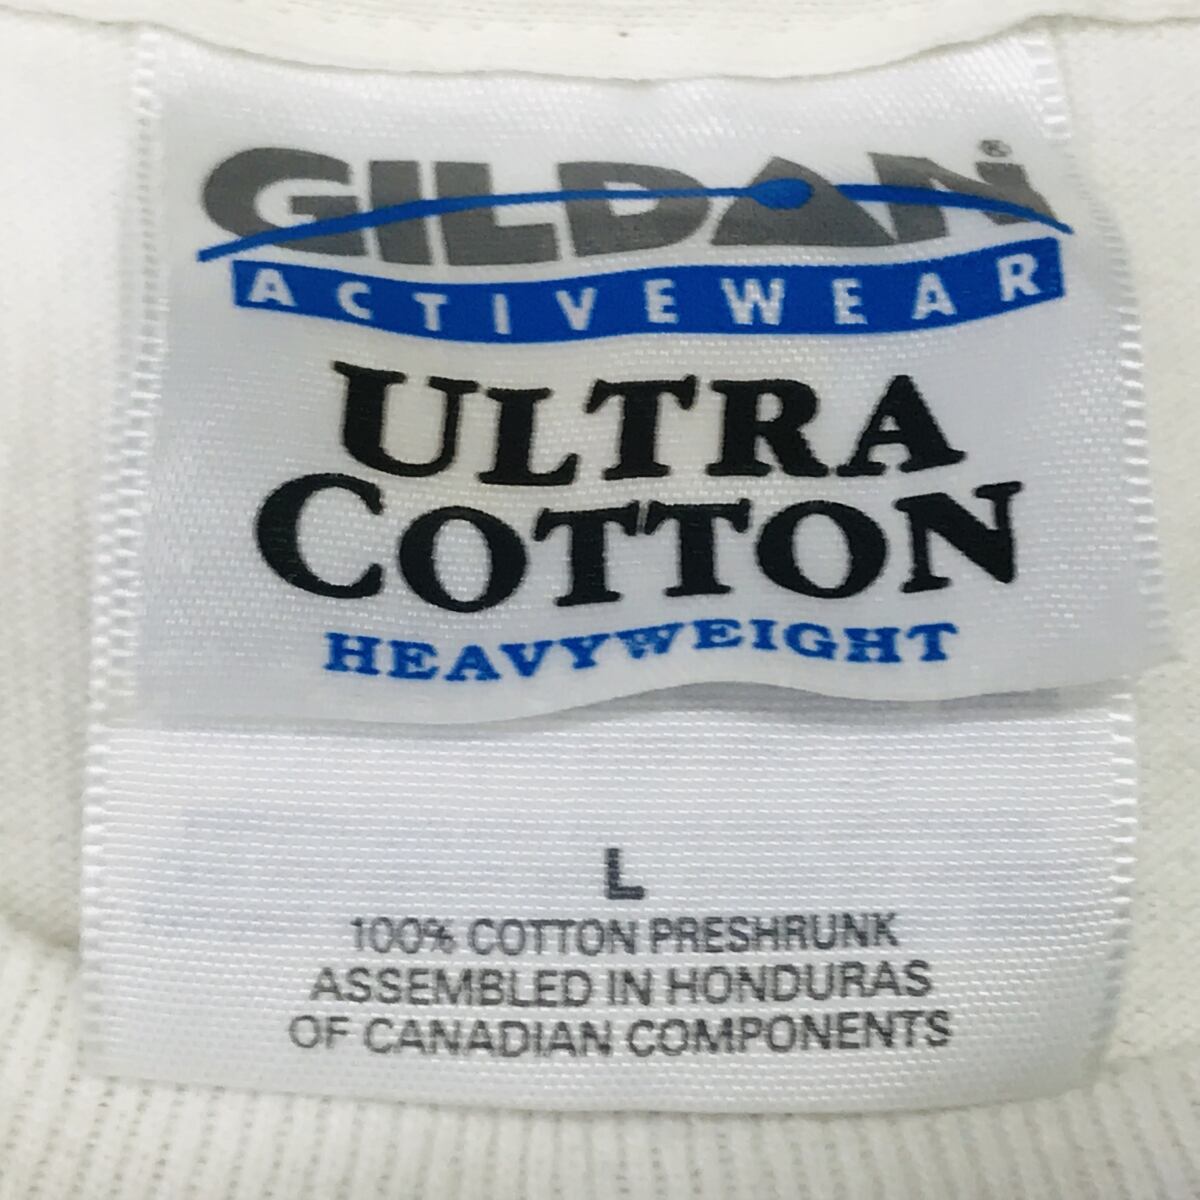 GILDAN®
ACTIVEWEAR
ULTRA
COTTON
HEAVYWEIGHT
L
100% COTTON PRESHRUNK
ASSEMBLED IN HONDURAS
OF CANADIAN COMPONENTS